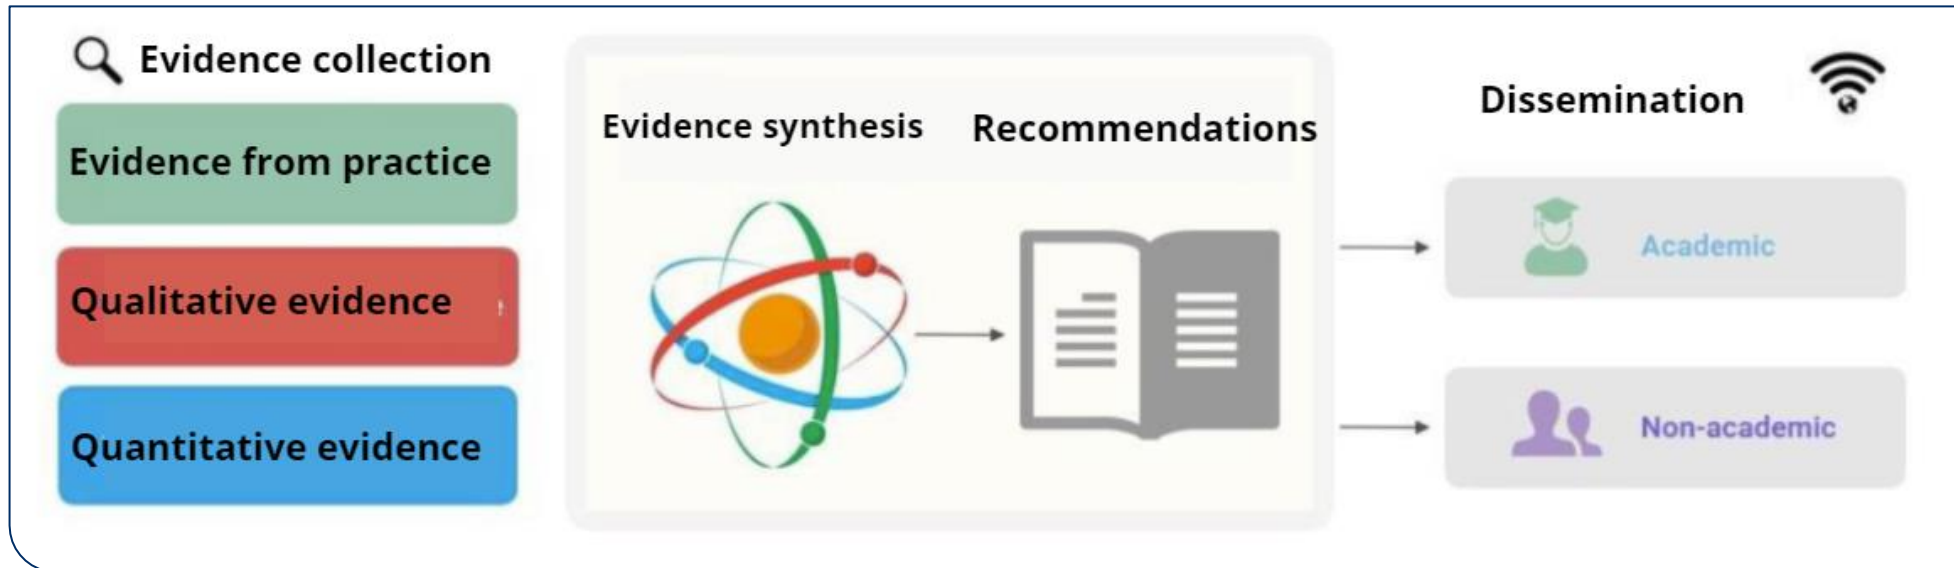 Evidence collection
Evidence from practice
Qualitative evidence
Quantitative evidence
Evidence synthesis
Recommendations
Dissemination
Academic
Non-academic